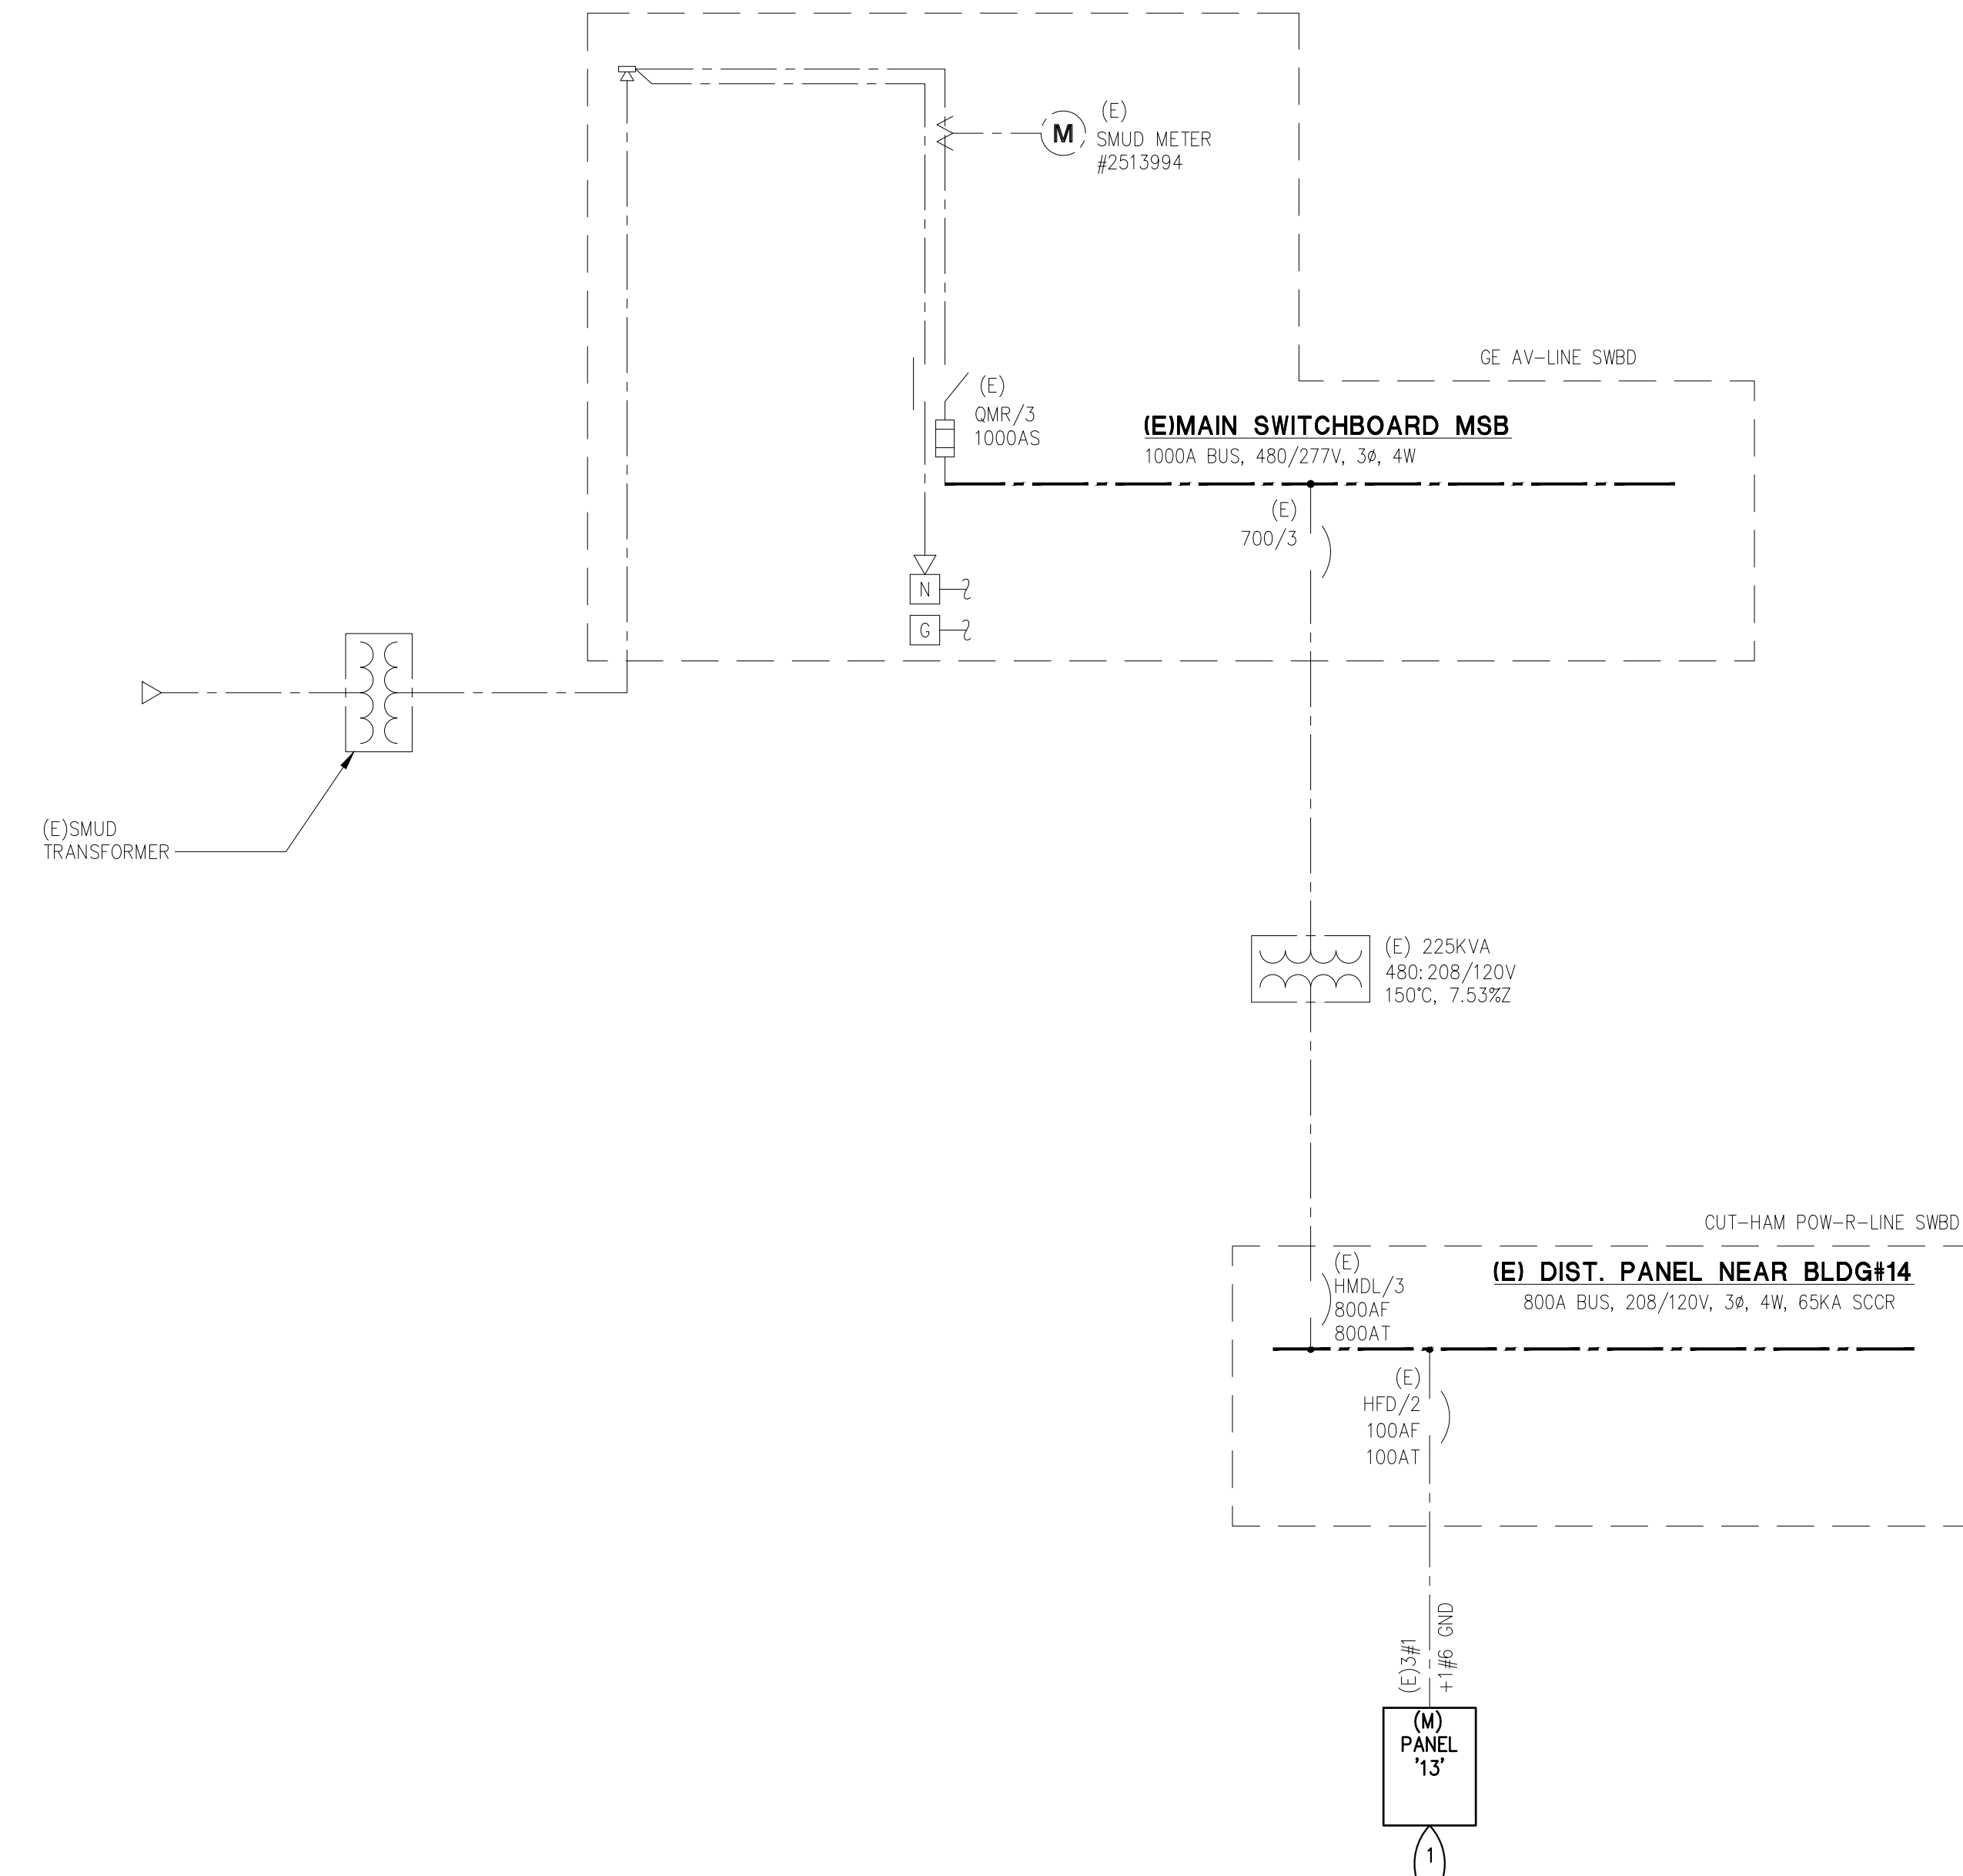 (E)
SMUD METER
#2513994
GE AV-LINE SWBD
(E)
QMR/3
1000AS
(E)MAIN SWITCHBOARD MSB
1000A BUS, 480/277V, 3ø, 4W
(E)
700/3
M
N
G
(E)SMUD
TRANSFORMER
(E) 225KVA
480:208/120V
150°C, 7.53%Z
CUT-HAM POW-R-LINE SWBD
(E)
HMDL/3
800AF
800AT
(E) DIST. PANEL NEAR BLDG#14
800A BUS, 208/120V, 3ø, 4W, 65KA SCCR
(E)
HFD/2
100AF
100AT
(E)3#1
+1#6 GND
(M)
PANEL
'13'
1